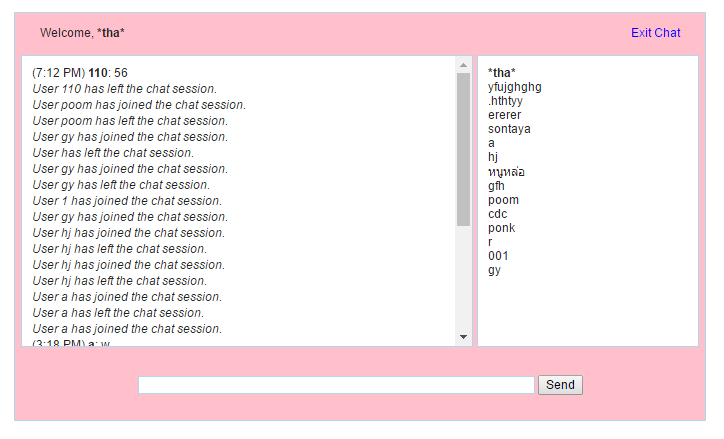 Welcome, *tha*
Exit Chat
(7:12 PM) 110: 56
User 110 has left the chat session.
User poom has joined the chat session.
User poom has left the chat session.
User gy has joined the chat session.
User has left the chat session.
User gy has joined the chat session.
User gy has left the chat session.
User 1 has joined the chat session.
User gy has joined the chat session.
User hj has joined the chat session.
User hj has left the chat session.
User hj has joined the chat session.
User hj has left the chat session.
User a has joined the chat session.
User a has left the chat session.
User a has joined the chat session.
(3:18 PM) a: w
*tha*
yfujghghg
.hthtyy
ererer
sontaya
a
hj
หนูหล่อ
gfh
poom
cdc
ponk
r
001
gy
Send